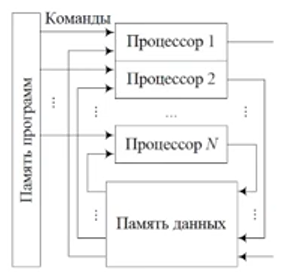 Команды
Память программ
Процессор 1
Процессор 2
...
...
...
Процессор N
...
Память данных
...